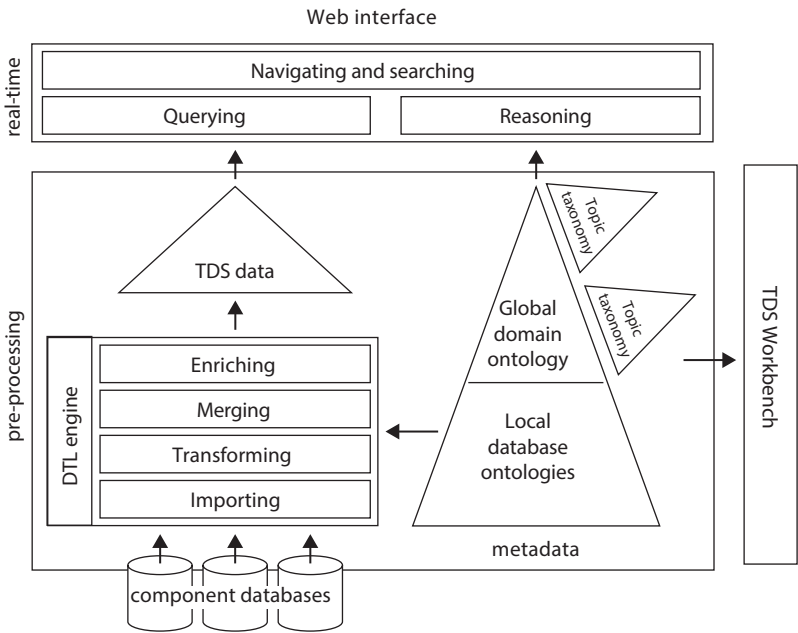 Web interface
real-time
Navigating and searching
Querying
Reasoning
pre-processing
TDS data
Topic
taxonomy
Topic
taxonomy
Global
domain
ontology
Local
database
ontologies
metadata
DTL engine
Enriching
Merging
Transforming
Importing
component databases
TDS Workbench